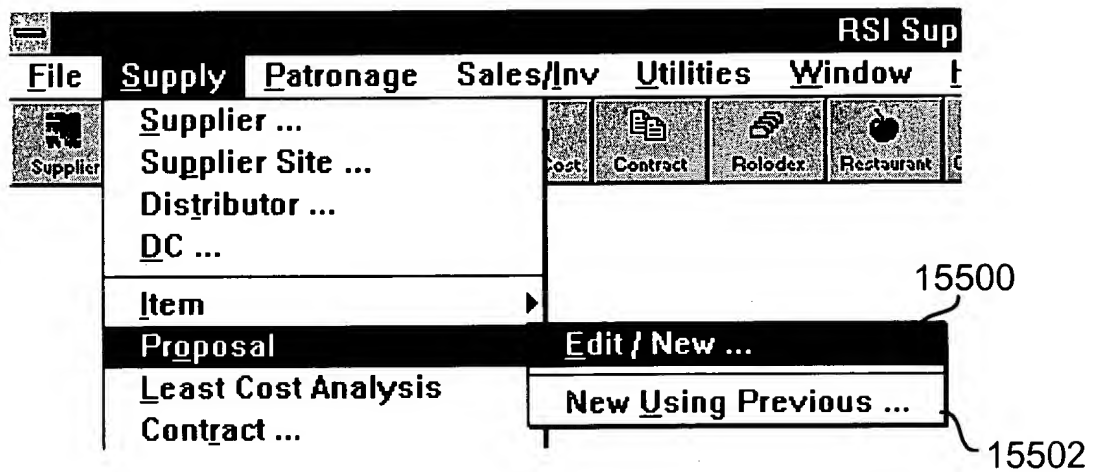 RSI Sup
File Supply Patronage Sales/Inv Utilities Window H
Supplier Cost Contract Rolodex Restaurant
Supplier ...
Supplier Site ...
Distributor ...
DC ...
Item
Proposal
Least Cost Analysis
Contract ...
15500
Edit / New ...
New Using Previous ...
15502